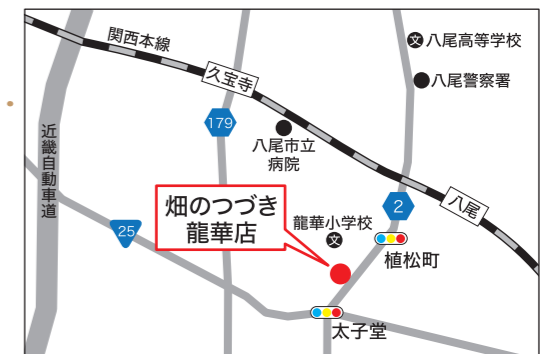 関西本線
久宝寺
文 八尾高等学校
八尾警察署
179
八尾市立
病院
近畿自動車道
畑のつづき
龍華店
龍華小学校
文
2
八尾
25
植松町
太子堂